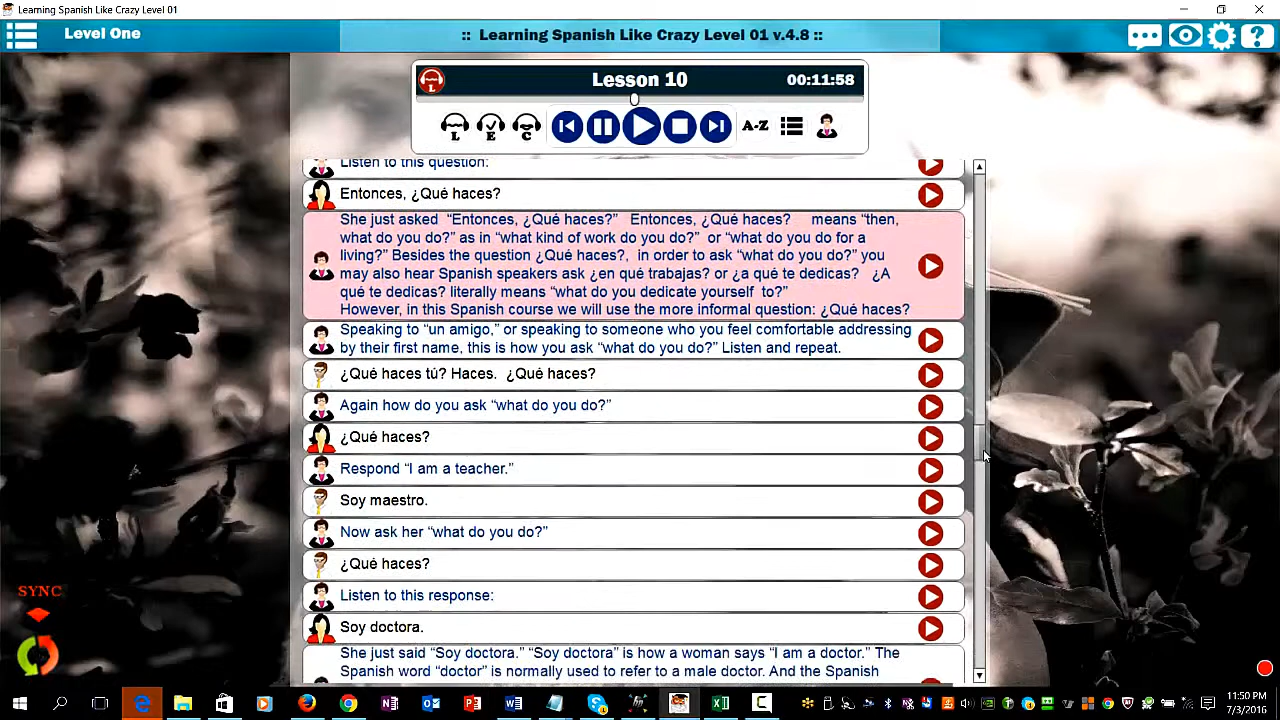 Learning Spanish Like Crazy Level 01
Level One
:: Learning Spanish Like Crazy Level 01 v.4.8 ::
Lesson 10
00:11:58
L
L
E
C
A-Z
Listen to this question:
Entonces, ¿Qué haces?
She just asked “Entonces, ¿Qué haces?” Entonces, ¿Qué haces? means “then,
what do you do?” as in “what kind of work do you do?” or “what do you do for a
living?” Besides the question ¿Qué haces?, in order to ask “what do you do?” you
may also hear Spanish speakers ask ¿en qué trabajas? or ¿a qué te dedicas? ¿A
qué te dedicas? literally means “what do you dedicate yourself to?”
However, in this Spanish course we will use the more informal question: ¿Qué haces?
Speaking to “un amigo,” or speaking to someone who you feel comfortable addressing
by their first name, this is how you ask “what do you do?” Listen and repeat.
¿Qué haces tú? Haces. ¿Qué haces?
Again how do you ask “what do you do?”
¿Qué haces?
Respond “I am a teacher.”
Soy maestro.
Now ask her “what do you do?”
¿Qué haces?
Listen to this response:
Soy doctora.
She just said “Soy doctora.” “Soy doctora” is how a woman says “I am a doctor.” The
Spanish word “doctor” is normally used to refer to a male doctor. And the Spanish
SYNC
11:50 PM
7/3/2016